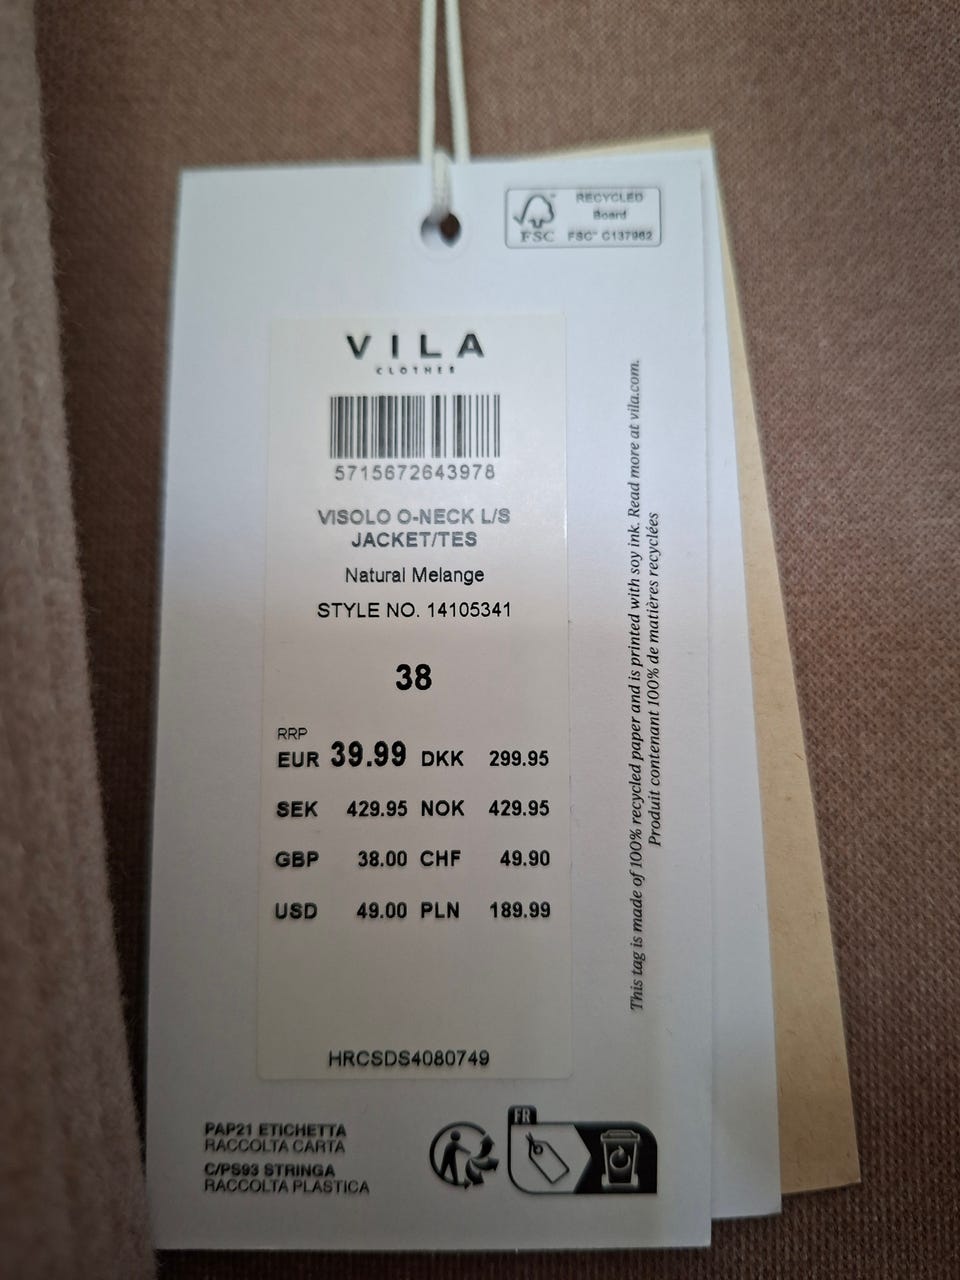 RECYCLED
Board
FSC™ C137962
FSC
VILA
CLOTHES
5715672643978
VISOLO O-NECK L/S
JACKET/TES
Natural Melange
STYLE NO. 14105341
38
RRP
EUR 39.99 DKK 299.95
SEK 429.95 NOK 429.95
GBP 38.00 CHF 49.90
USD 49.00 PLN 189.99
HRCSDS4080749
This tag is made of 100% recycled paper and is printed with soy ink. Read more at vila.com.
Produit contenant 100% de matières recyclées
PAP21 ETICHETTA
RACCOLTA CARTA
C/PS93 STRINGA
RACCOLTA PLASTICA
FR